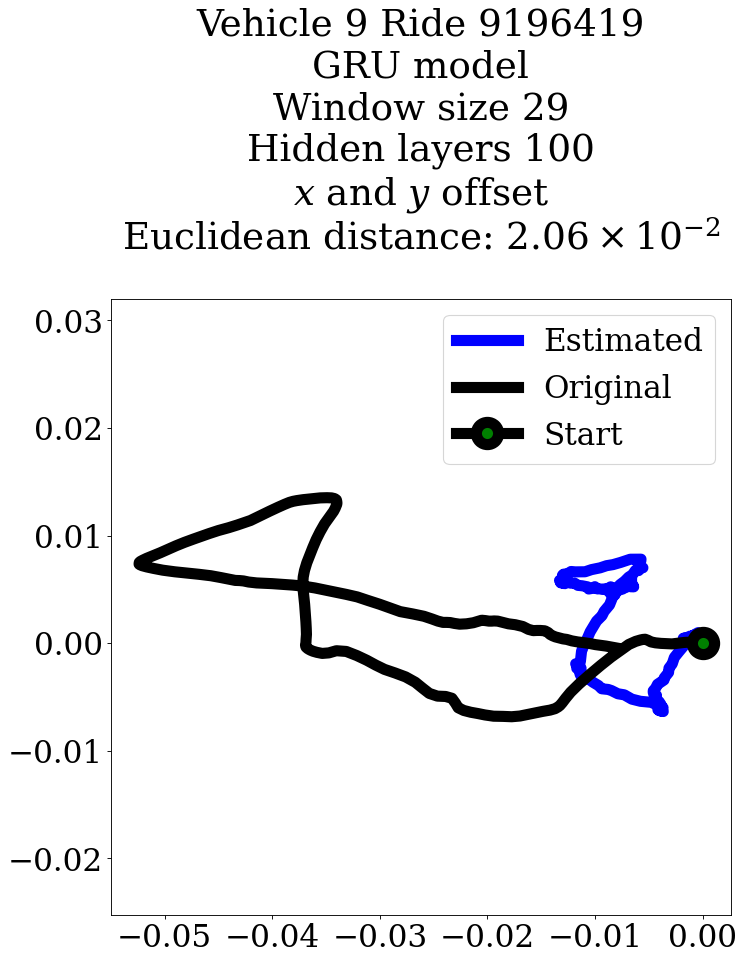 Vehicle 9 Ride 9196419
GRU model
Window size 29
Hidden layers 100
x and y offset
Euclidean distance: 2.06 × 10⁻²
Estimated
Original
Start
0.03
0.02
0.01
0.00
−0.01
−0.02
−0.05 −0.04 −0.03 −0.02 −0.01 0.00